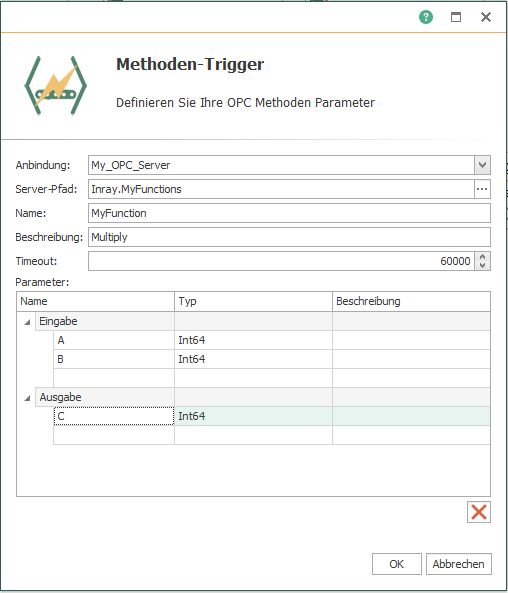 ?
Methoden-Trigger
Definieren Sie Ihre OPC Methoden Parameter
Anbindung: My_OPC_Server
Server-Pfad: Inray.MyFunctions ...
Name: MyFunction
Beschreibung: Multiply
Timeout: 60000
Parameter:
Name Typ Beschreibung
Eingabe
A Int64
B Int64
Ausgabe
C Int64
OK Abbrechen